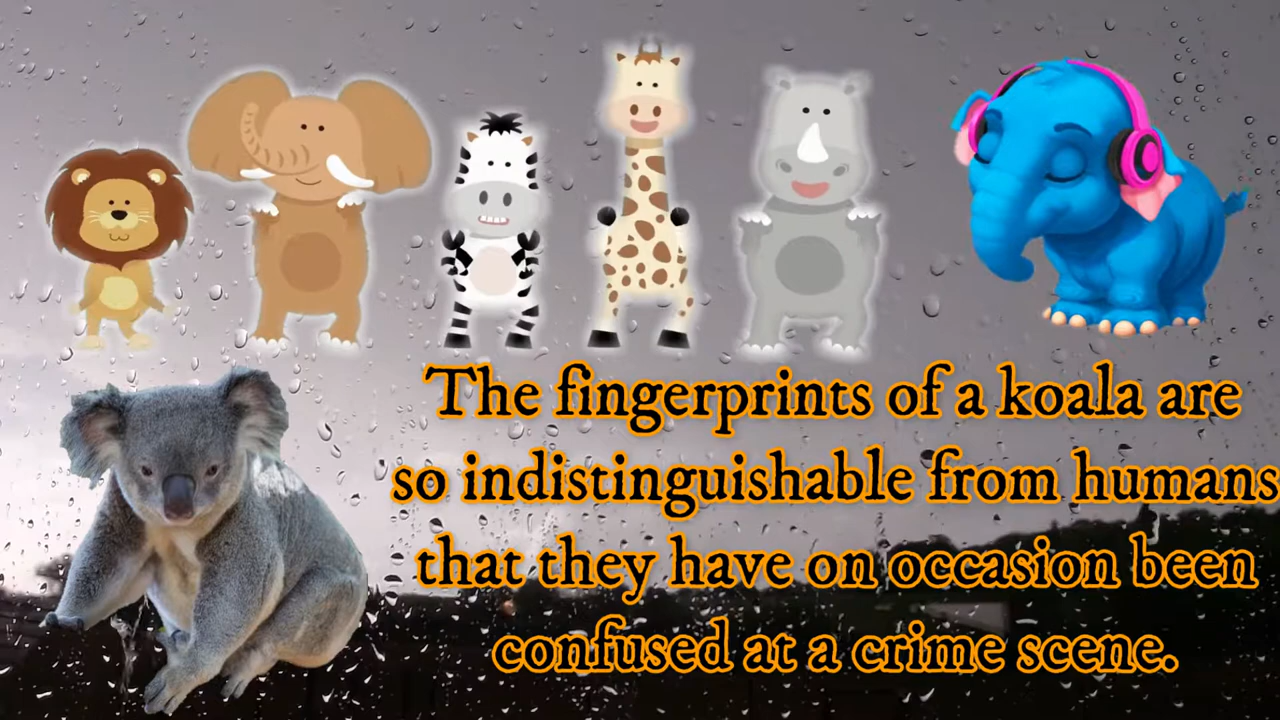 The fingerprints of a koala are
so indistinguishable from humans
that they have on occasion been
confused at a crime scene.